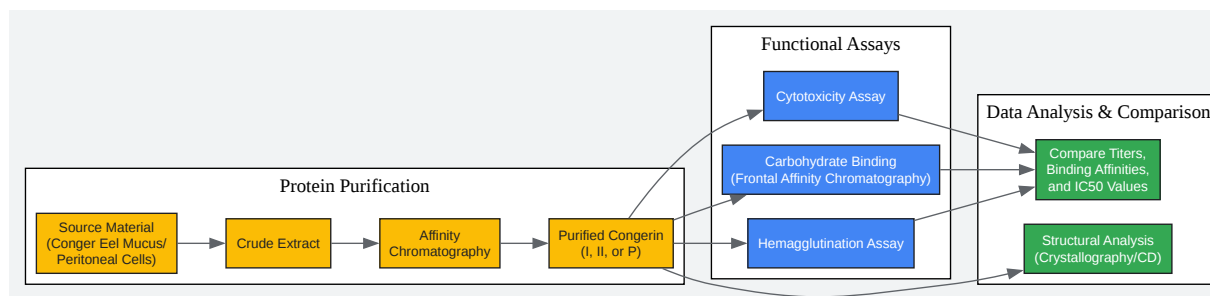 Protein Purification
Source Material
(Conger Eel Mucus/
Peritoneal Cells)
Crude Extract
Affinity
Chromatography
Purified Congerin
(I, II, or P)
Functional Assays
Cytotoxicity Assay
Carbohydrate Binding
(Frontal Affinity Chromatography)
Hemagglutination Assay
Data Analysis & Comparison
Compare Titers,
Binding Affinities,
and IC50 Values
Structural Analysis
(Crystallography/CD)